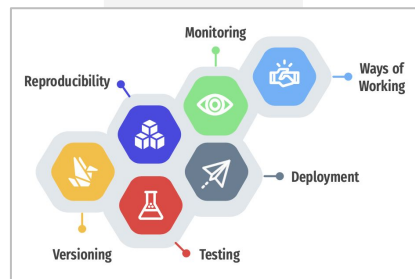 Monitoring
Ways of
Working
Reproducibility
Deployment
Versioning
Testing